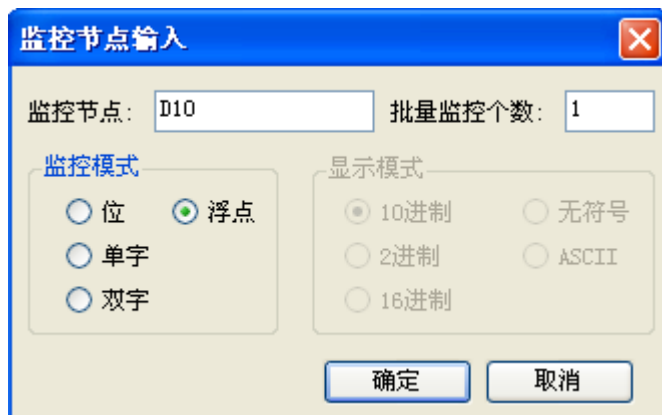 监控节点输入
监控节点: D10 批量监控个数: 1
监控模式 显示模式
位 浮点 10进制 无符号
单字 2进制 ASCII
双字 16进制
确定 取消